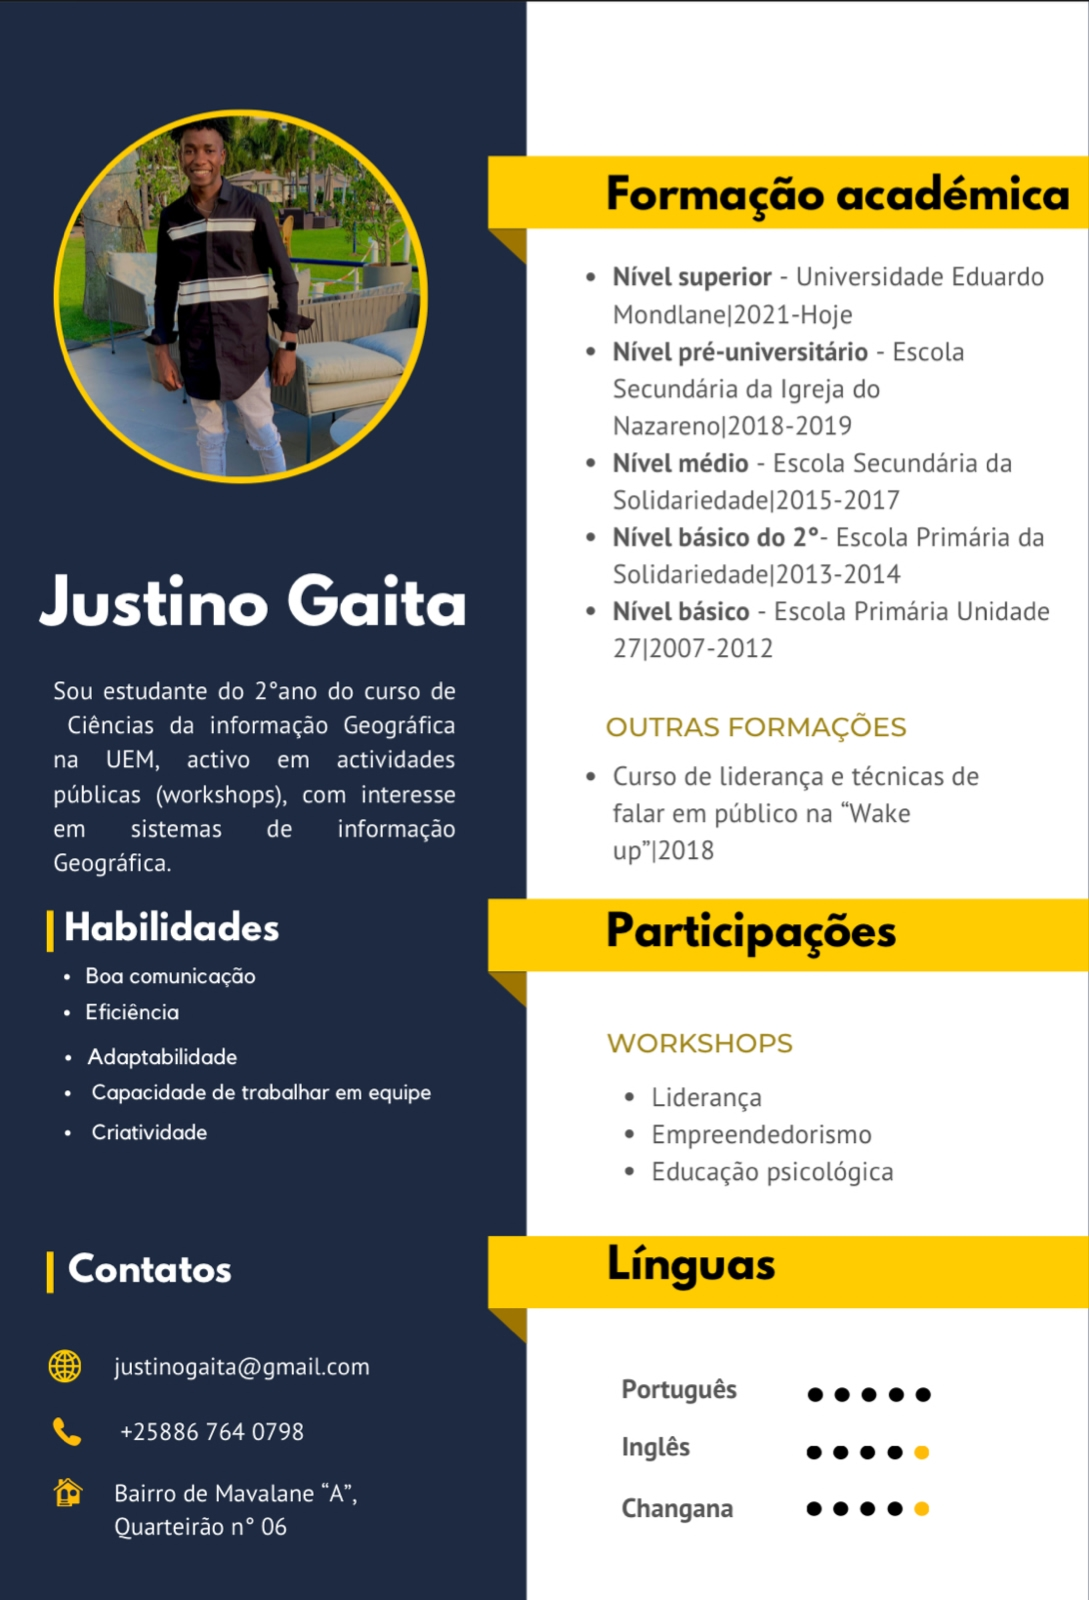 Justino Gaita
Sou estudante do 2°ano do curso de
Ciências da informação Geográfica
na UEM, activo em actividades
públicas (workshops), com interesse
em sistemas de informação
Geográfica.
Habilidades
• Boa comunicação
• Eficiência
• Adaptabilidade
• Capacidade de trabalhar em equipe
• Criatividade
Contatos
justinogaita@gmail.com
+25886 764 0798
Bairro de Mavalane “A”,
Quarteirão n° 06
Formação académica
• Nível superior - Universidade Eduardo
Mondlane|2021-Hoje
• Nível pré-universitário - Escola
Secundária da Igreja do
Nazareno|2018-2019
• Nível médio - Escola Secundária da
Solidariedade|2015-2017
• Nível básico do 2°- Escola Primária da
Solidariedade|2013-2014
• Nível básico - Escola Primária Unidade
27|2007-2012
OUTRAS FORMAÇÕES
• Curso de liderança e técnicas de
falar em público na “Wake
up”|2018
Participações
WORKSHOPS
• Liderança
• Empreendedorismo
• Educação psicológica
Línguas
Português
Inglês
Changana